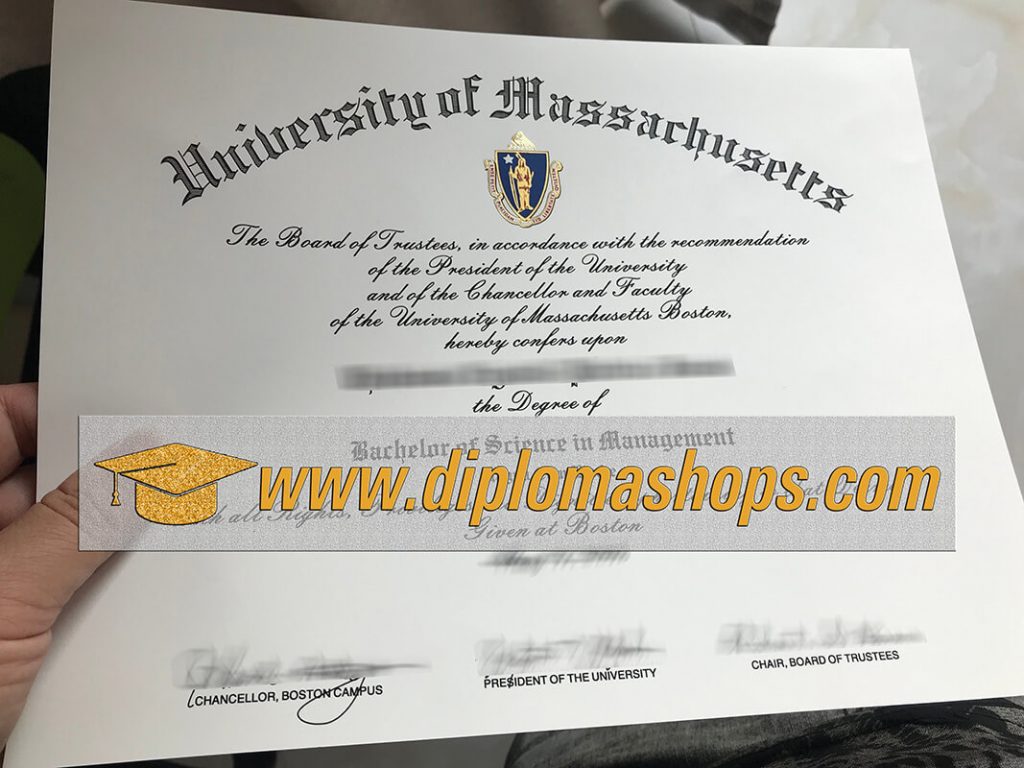 University of Massachusetts
The Board of Trustees, in accordance with the recommendation
of the President of the University
and of the Chancellor and Faculty
of the University of Massachusetts Boston,
hereby confers upon
the Degree of
Bachelor of Science in Management
www.diplomashops.com
all Rights,
Given at Boston
CHANCELLOR, BOSTON CAMPUS
PRESIDENT OF THE UNIVERSITY
CHAIR, BOARD OF TRUSTEES